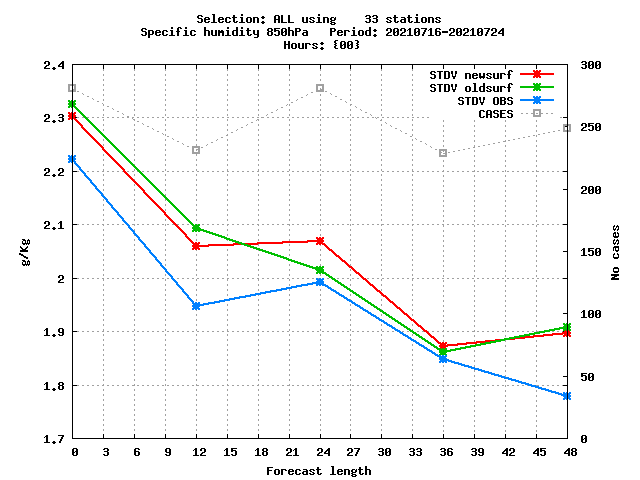 Selection: ALL using    33 stations
Specific humidity 850hPa   Period: 20210716-20210724
Hours: {00}
STDV newsurf
STDV oldsurf
STDV OBS
CASES
2.4
2.3
2.2
2.1
2
1.9
1.8
1.7
g/Kg
300
250
200
150
100
50
0
No cases
0 3 6 9 12 15 18 21 24 27 30 33 36 39 42 45 48
Forecast length